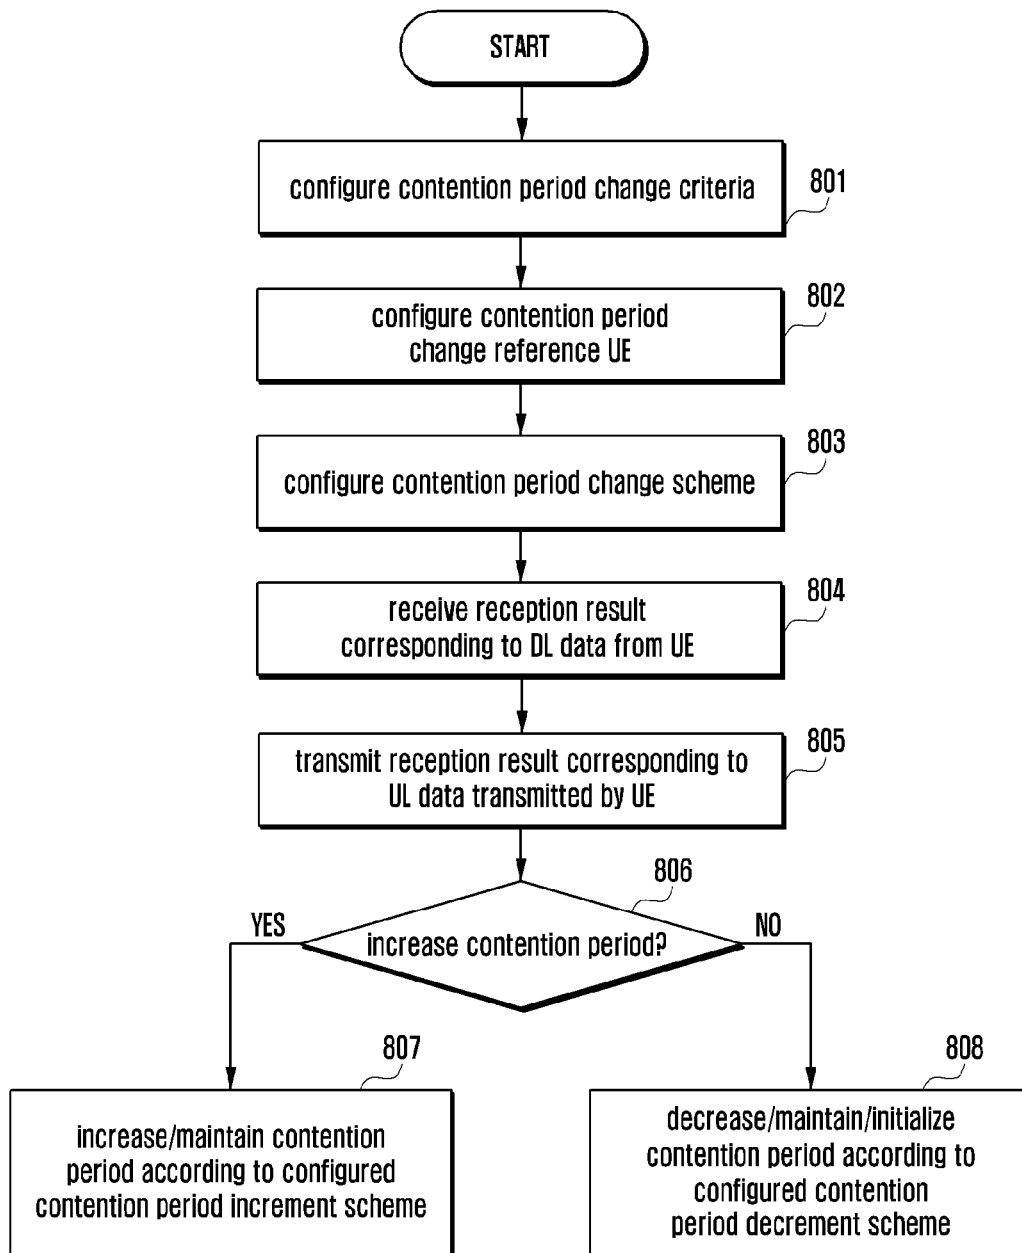 START
configure contention period change criteria
801
configure contention period
change reference UE
802
configure contention period change scheme
803
receive reception result
corresponding to DL data from UE
804
transmit reception result corresponding to
UL data transmitted by UE
805
increase contention period?
806
YES
NO
807
increase/maintain contention
period according to configured
contention period increment scheme
808
decrease/maintain/initialize
contention period according to
configured contention
period decrement scheme